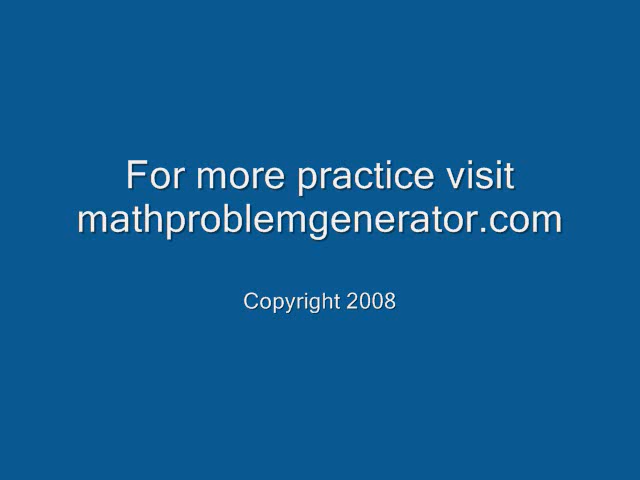 For more practice visit
mathproblemgenerator.com
Copyright 2008